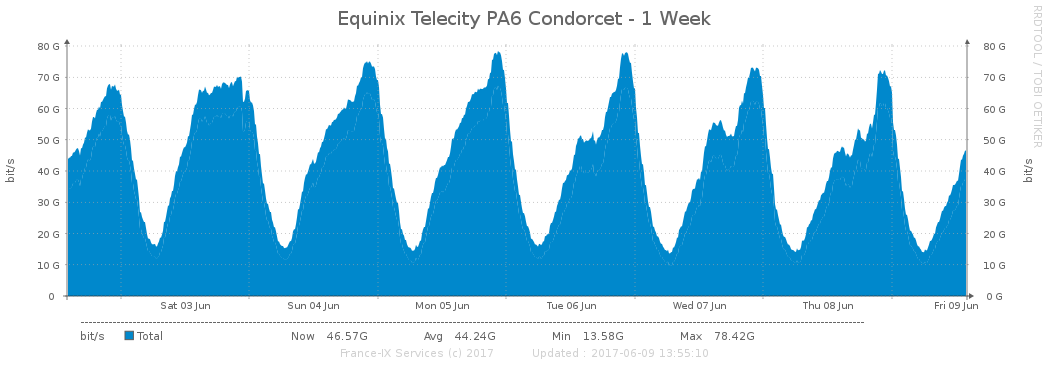 Equinix Telecity PA6 Condorcet - 1 Week
RRDTOOL / TOBI OETIKER
80 G 80 G
70 G 70 G
60 G 60 G
50 G 50 G
40 G 40 G
30 G 30 G
20 G 20 G
10 G 10 G
0 0 G
bit/s bit/s
Sat 03 Jun Sun 04 Jun Mon 05 Jun Tue 06 Jun Wed 07 Jun Thu 08 Jun Fri 09 Jun
bit/s Total Now 46.57G Avg 44.24G Min 13.58G Max 78.42G
France-IX Services (c) 2017 Updated : 2017-06-09 13:55:10